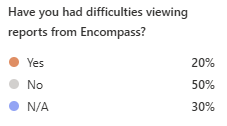 Have you had difficulties viewing
reports from Encompass?
Yes 20%
No 50%
N/A 30%